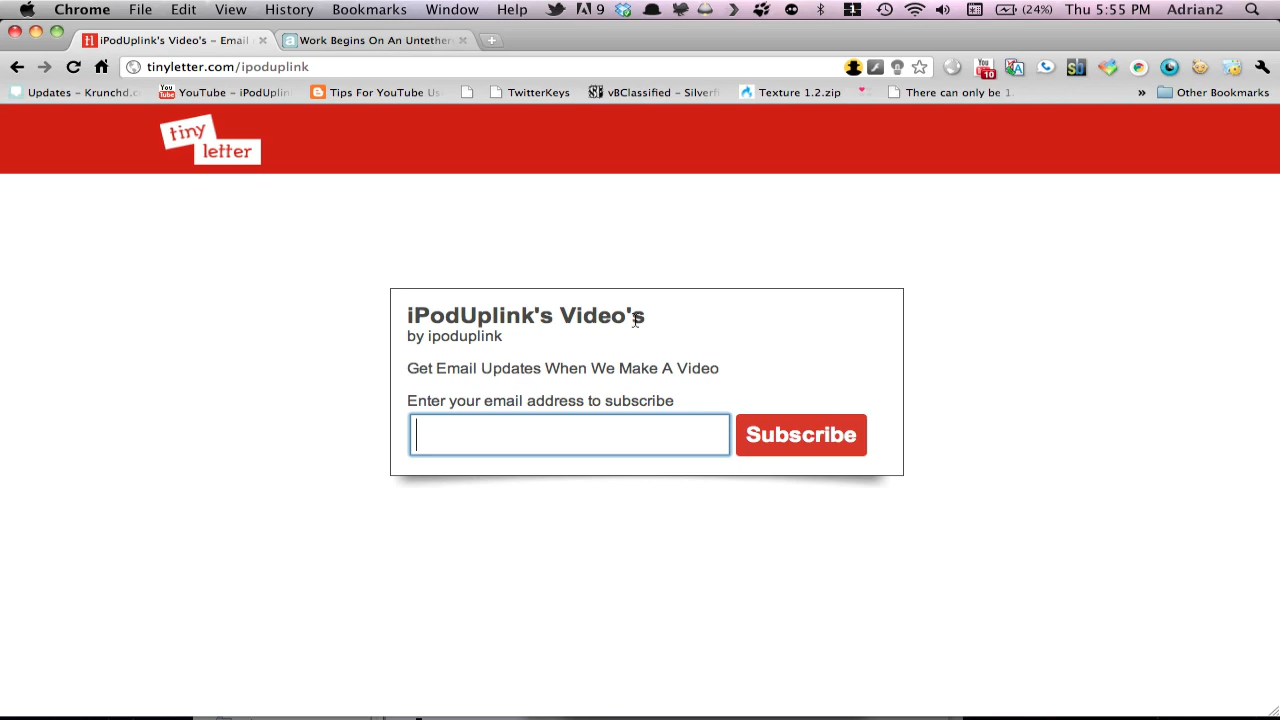 Chrome File Edit View History Bookmarks Window Help 9 (24%) Thu 5:55 PM Adrian2
iPodUplink's Video's – Email
Work Begins On An Untether
tinyletter.com/ipoduplink
10
Updates – Krunchd.c
You Tube
YouTube – iPodUplin
Tips For YouTube Us
TwitterKeys
vBClassified – Silverfi
Texture 1.2.zip
There can only be 1
»
Other Bookmarks
tiny
letter
iPodUplink's Video's
by ipoduplink
Get Email Updates When We Make A Video
Enter your email address to subscribe
Subscribe